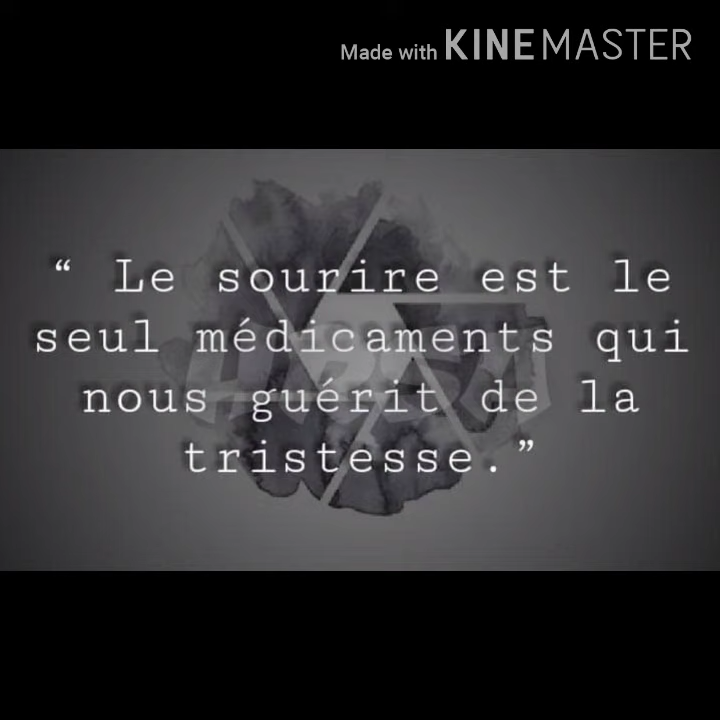 Made with KINEMASTER
“ Le sourire est le
seul médicaments qui
nous guérit de la
tristesse.”